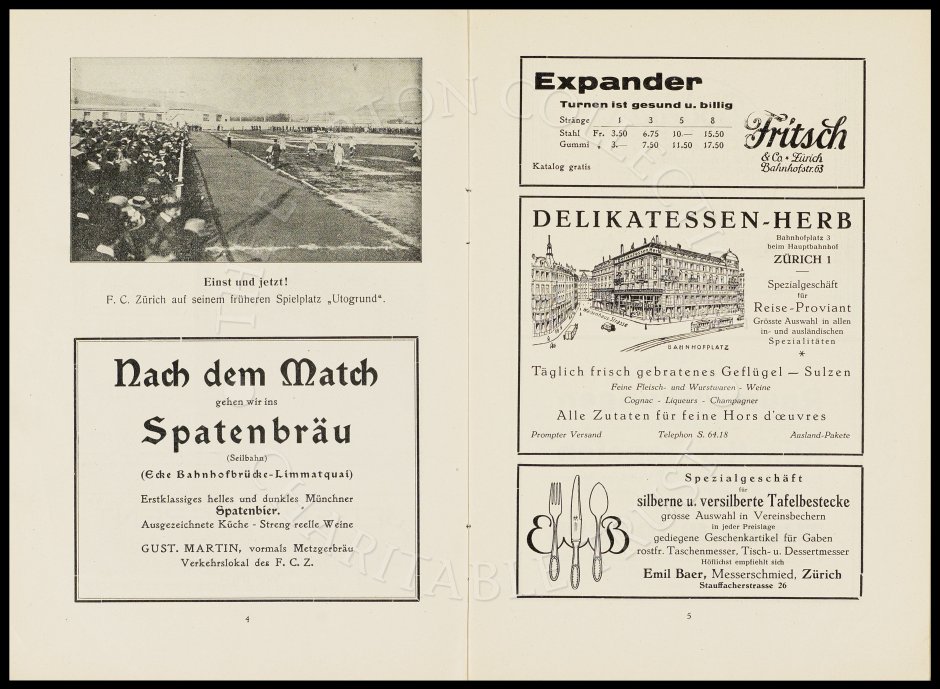 Einst und jetzt!
F. C. Zürich auf seinem früheren Spielplatz „Utogrund“.
Nach dem Match
gehen wir ins
Spatenbräu
(Seilbahn)
(Ecke Bahnhofbrücke-Limmatquai)
Erstklassiges helles und dunkles Münchner
Spatenbier.
Ausgezeichnete Küche - Streng reelle Weine
GUST. MARTIN, vormals Metzgerbräu
Verkehrslokal des F. C. Z.
4
Expander
Turnen ist gesund u. billig
Stränge 1 3 5 8
Stahl Fr. 3.50 6.75 10.— 15.50
Gummi „ 3.— 7.50 11.50 17.50
Katalog gratis
Fritsch
& Co • Zürich
Bahnhofstr. 63
DELIKATESSEN-HERB
Bahnhofplatz 3
beim Hauptbahnhof
ZÜRICH 1
Spezialgeschäft
für
Reise-Proviant
Grösste Auswahl in allen
in- und ausländischen
Spezialitäten
*
Waisenhaus-Strasse
BAHNHOFPLATZ
Täglich frisch gebratenes Geflügel — Sulzen
Feine Fleisch- und Wurstwaren - Weine
Cognac - Liqueurs - Champagner
Alle Zutaten für feine Hors d'œuvres
Prompter Versand Telephon S. 64.18 Ausland-Pakete
E B
Spezialgeschäft
für
silberne u. versilberte Tafelbestecke
grosse Auswahl in Vereinsbechern
in jeder Preislage
gediegene Geschenkartikel für Gaben
rostfr. Taschenmesser, Tisch- u. Dessertmesser
Höflichst empfiehlt sich
Emil Baer, Messerschmied, Zürich
Stauffacherstrasse 26
5